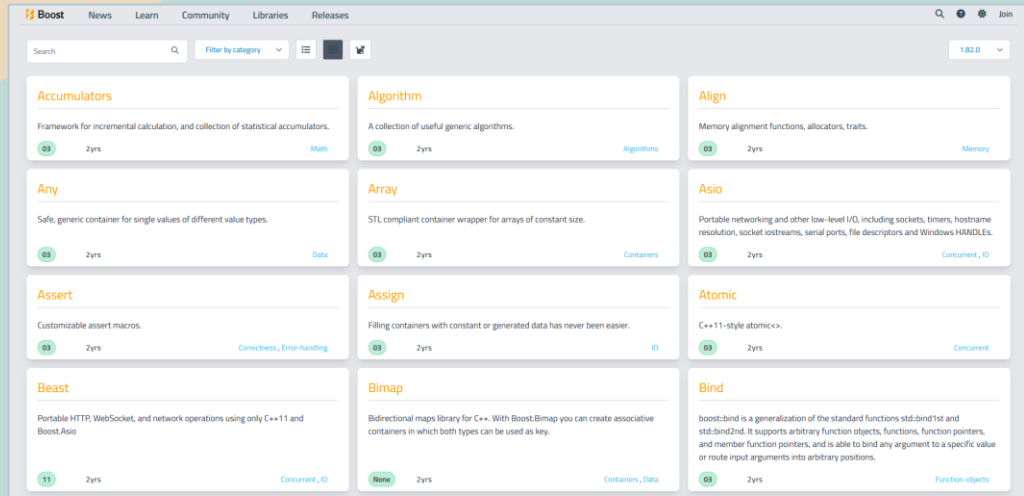 Boost News Learn Community Libraries Releases Join
Search Filter by category 1.82.0
Accumulators
Framework for incremental calculation, and collection of statistical accumulators.
03 2yrs Math
Algorithm
A collection of useful generic algorithms.
03 2yrs Algorithms
Align
Memory alignment functions, allocators, traits.
03 2yrs Memory
Any
Safe, generic container for single values of different value types.
03 2yrs Data
Array
STL compliant container wrapper for arrays of constant size.
03 2yrs Containers
Asio
Portable networking and other low-level I/O, including sockets, timers, hostname
resolution, socket iostreams, serial ports, file descriptors and Windows HANDLEs.
03 2yrs Concurrent , IO
Assert
Customizable assert macros.
03 2yrs Correctness , Error-handling
Assign
Filling containers with constant or generated data has never been easier.
03 2yrs IO
Atomic
C++11-style atomic<>.
03 2yrs Concurrent
Beast
Portable HTTP, WebSocket, and network operations using only C++11 and
Boost.Asio
11 2yrs Concurrent , IO
Bimap
Bidirectional maps library for C++. With Boost.Bimap you can create associative
containers in which both types can be used as key.
None 2yrs Containers , Data
Bind
boost::bind is a generalization of the standard functions std::bind1st and
std::bind2nd. It supports arbitrary function objects, functions, function pointers,
and member function pointers, and is able to bind any argument to a specific value
or route input arguments into arbitrary positions.
03 2yrs Function-objects